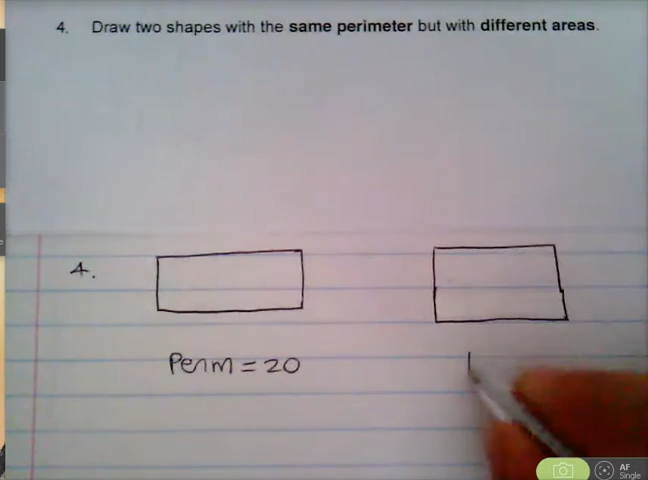 4. Draw two shapes with the same perimeter but with different areas.
4.
Perim = 20
AF
Single